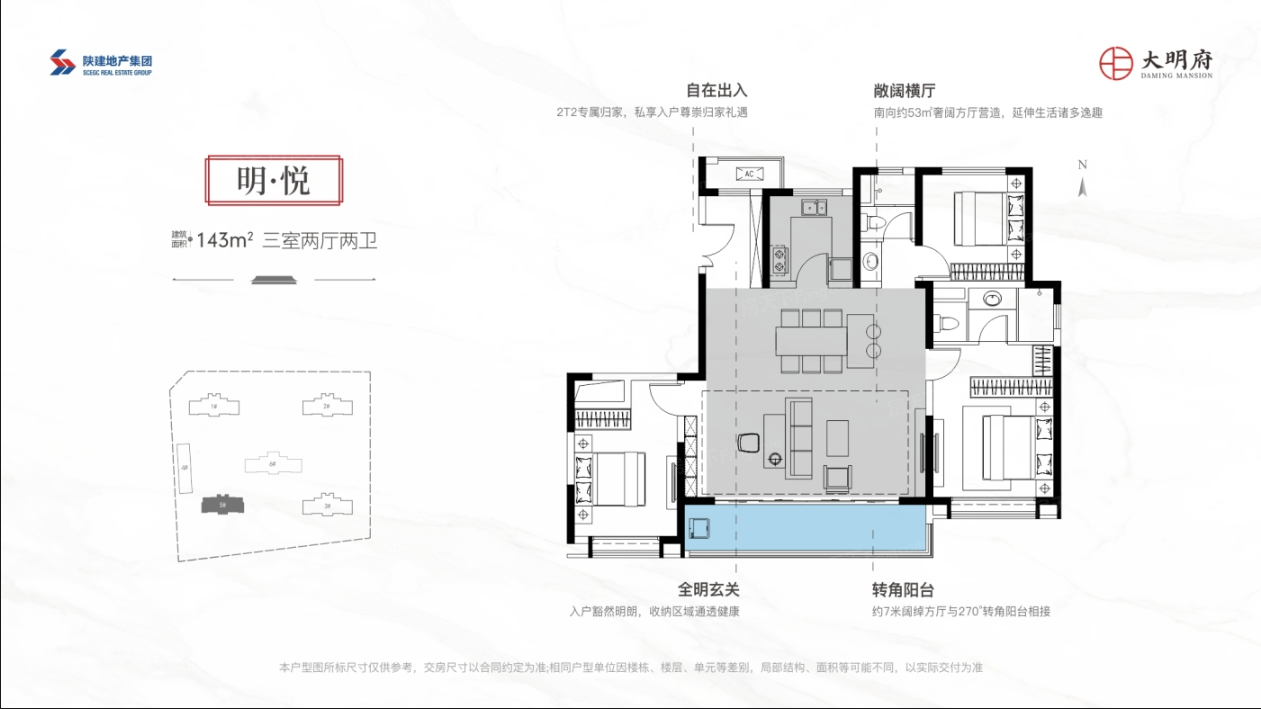 陕建地产集团
SCEGC REAL ESTATE GROUP
大明府
DAMING MANSION
自在出入
2T2专属归家，私享入户尊崇归家礼遇
敞阔横厅
南向约53㎡奢阔方厅营造，延伸生活诸多逸趣
明·悦
建筑面积 143m² 三室两厅两卫
N
AC
1#
2#
6#
5#
3#
全明玄关
入户豁然明朗，收纳区域通透健康
转角阳台
约7米阔绰方厅与270°转角阳台相接
本户型图所标尺寸仅供参考，交房尺寸以合同约定为准;相同户型单位因楼栋、楼层、单元等差别，局部结构、面积等可能不同，以实际交付为准